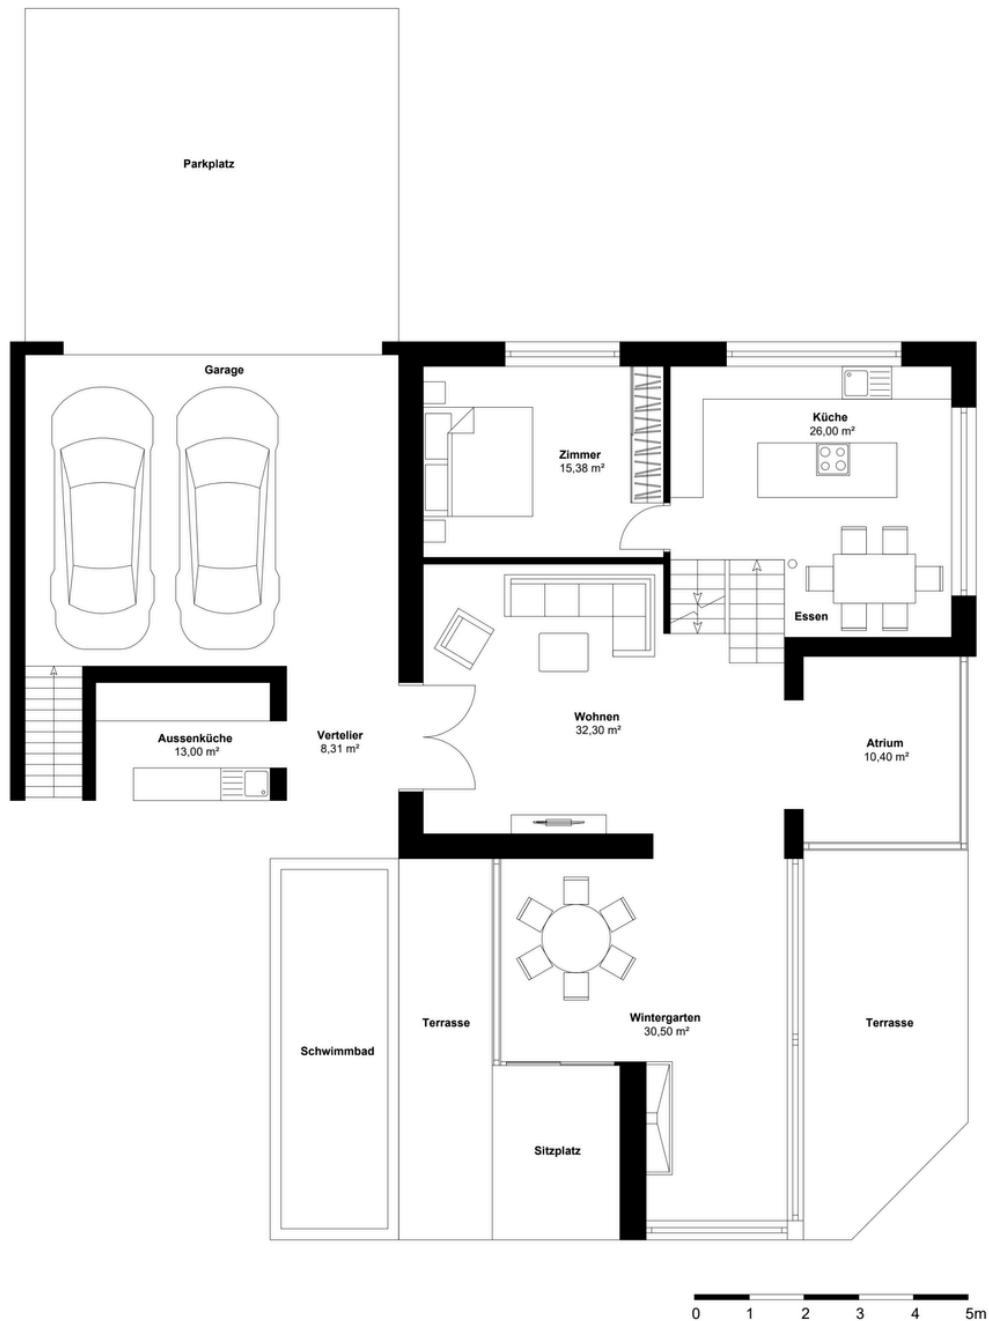 Parkplatz
Garage
Küche
26,00 m²
Zimmer
15,38 m²
Essen
Wohnen
32,30 m²
Aussenküche
13,00 m²
Vertelier
8,31 m²
Atrium
10,40 m²
Wintergarten
30,50 m²
Terrasse
Terrasse
Schwimmbad
Sitzplatz
0 1 2 3 4 5m